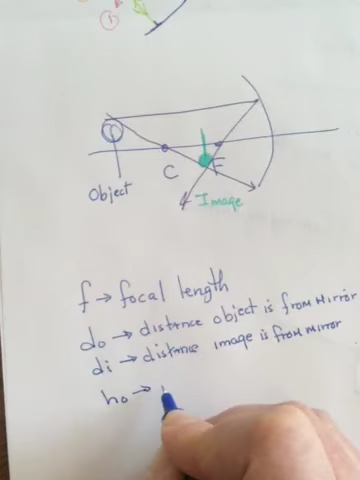 C
F
Object
Image
f → focal length
do → distance object is from Mirror
di → distance image is from Mirror
ho →